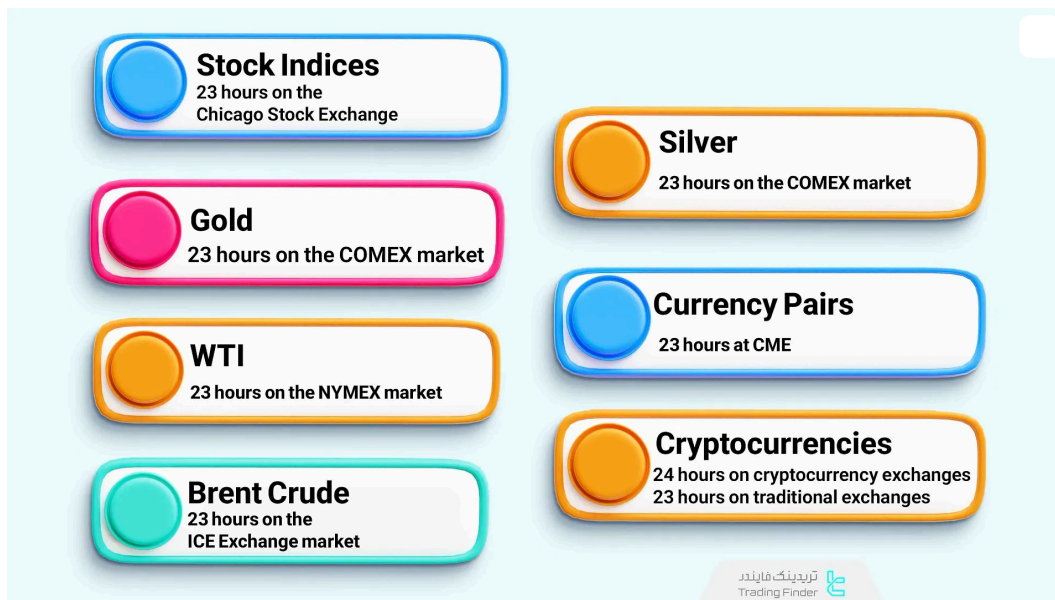 Stock Indices
23 hours on the
Chicago Stock Exchange
Gold
23 hours on the COMEX market
WTI
23 hours on the NYMEX market
Brent Crude
23 hours on the
ICE Exchange market
Silver
23 hours on the COMEX market
Currency Pairs
23 hours at CME
Cryptocurrencies
24 hours on cryptocurrency exchanges
23 hours on traditional exchanges
تریدینگ فایندر
Trading Finder